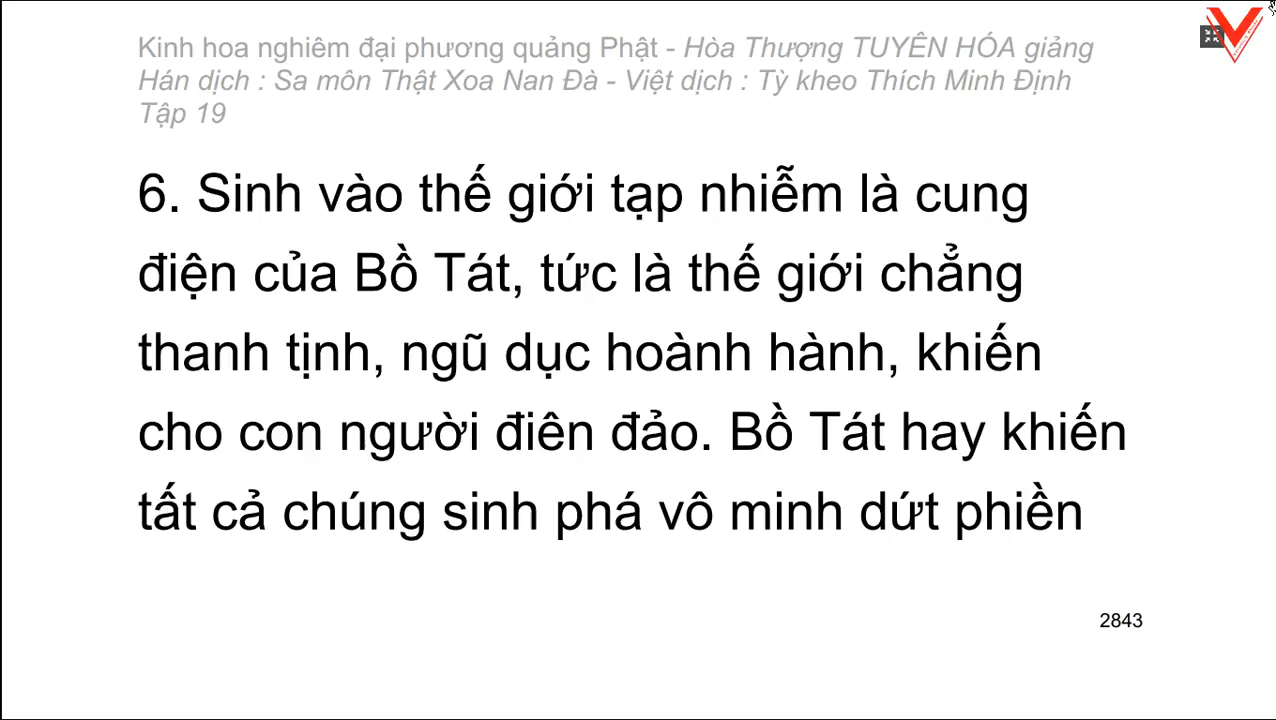 Kinh hoa nghiêm đại phương quảng Phật - Hòa Thượng TUYÊN HÓA giảng
Hán dịch : Sa môn Thật Xoa Nan Đà - Việt dịch : Tỳ kheo Thích Minh Định
Tập 19
6. Sinh vào thế giới tạp nhiễm là cung
điện của Bồ Tát, tức là thế giới chẳng
thanh tịnh, ngũ dục hoành hành, khiến
cho con người điên đảo. Bồ Tát hay khiến
tất cả chúng sinh phá vô minh dứt phiền
2843